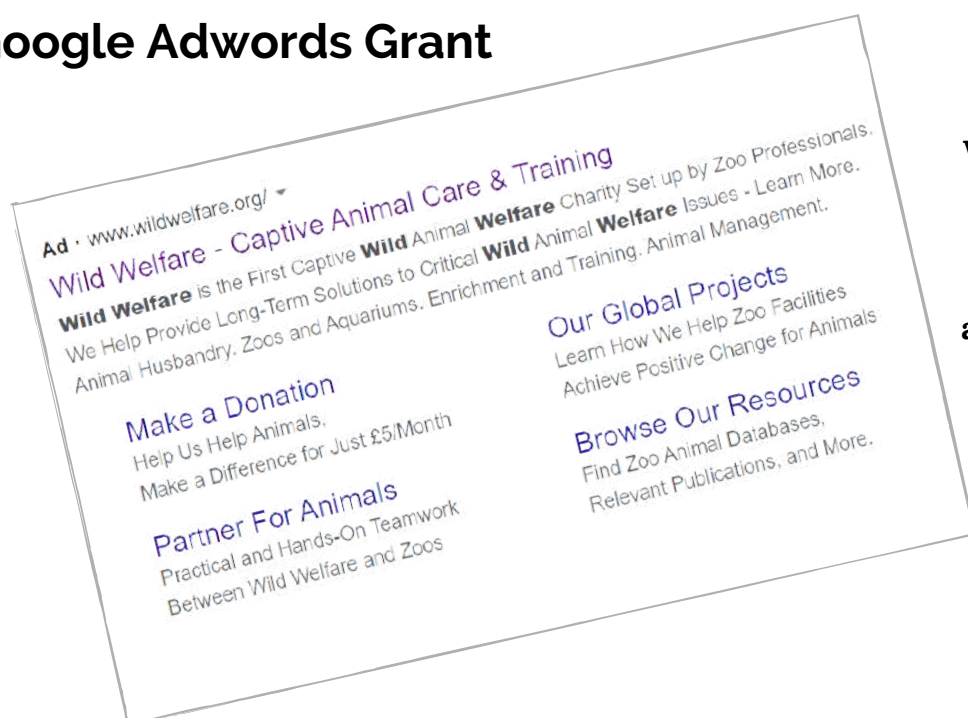 oogle Adwords Grant
Ad · www.wildwelfare.org/
Wild Welfare - Captive Animal Care & Training
Wild Welfare is the First Captive Wild Animal Welfare Charity Set up by Zoo Professionals.
We Help Provide Long-Term Solutions to Critical Wild Animal Welfare Issues - Learn More.
Animal Husbandry. Zoos and Aquariums. Enrichment and Training. Animal Management.
Make a Donation
Help Us Help Animals,
Make a Difference for Just £5/Month
Partner For Animals
Practical and Hands-On Teamwork
Between Wild Welfare and Zoos
Our Global Projects
Learn How We Help Zoo Facilities
Achieve Positive Change for Animals
Browse Our Resources
Find Zoo Animal Databases,
Relevant Publications, and More.